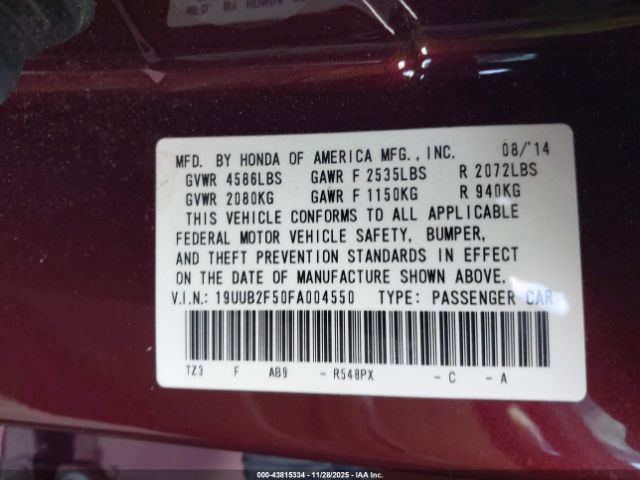 MFD. BY HONDA OF AMERICA MFG., INC. 08/'14
GVWR 4586LBS GAWR F 2535LBS R 2072LBS
GVWR 2080KG GAWR F 1150KG R 940KG
THIS VEHICLE CONFORMS TO ALL APPLICABLE
FEDERAL MOTOR VEHICLE SAFETY, BUMPER,
AND THEFT PREVENTION STANDARDS IN EFFECT
ON THE DATE OF MANUFACTURE SHOWN ABOVE.
V.I.N.: 19UUB2F50FA004550 TYPE: PASSENGER CAR
TZ3 F AB9 - R548PX - C - A
000-43815334 - 11/28/2025 - IAA Inc.